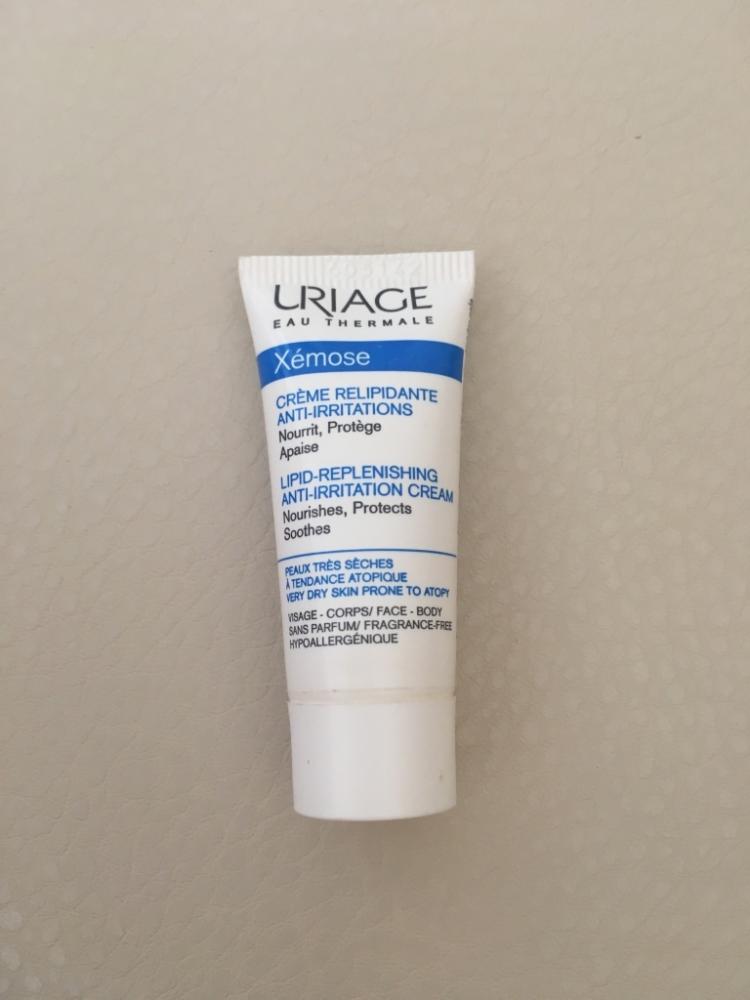 URIAGE
EAU THERMALE
Xémose
CRÈME RELIPIDANTE
ANTI-IRRITATIONS
Nourrit, Protège
Apaise
LIPID-REPLENISHING
ANTI-IRRITATION CREAM
Nourishes, Protects
Soothes
PEAUX TRÈS SÈCHES
À TENDANCE ATOPIQUE
VERY DRY SKIN PRONE TO ATOPY
VISAGE - CORPS/ FACE - BODY
SANS PARFUM/ FRAGRANCE-FREE
HYPOALLERGÉNIQUE